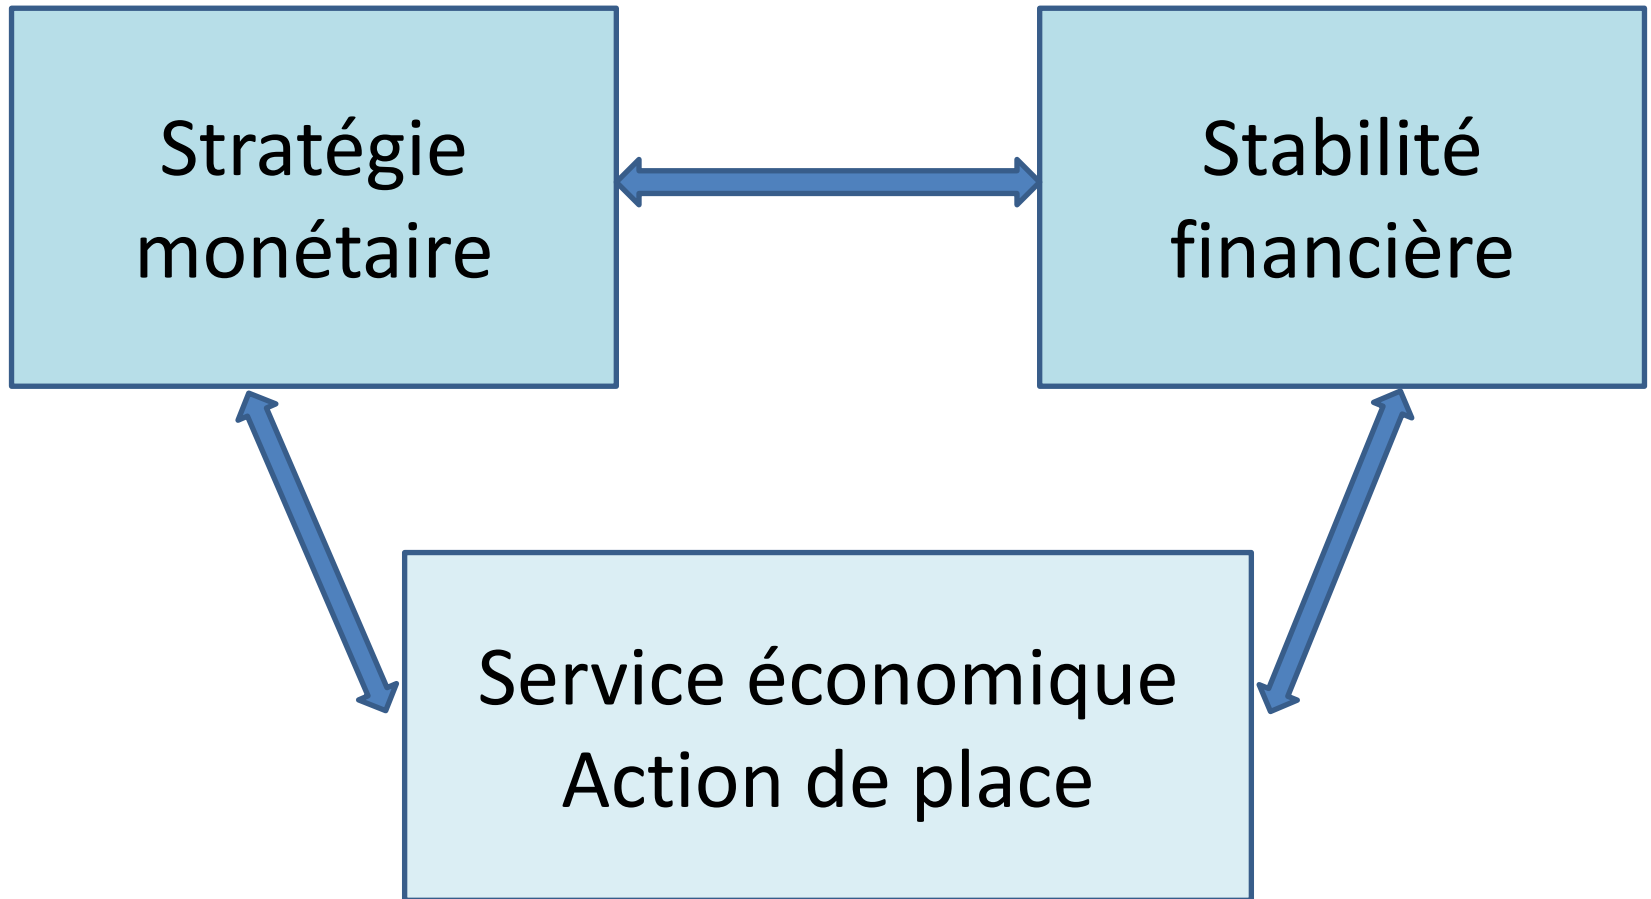 Stratégie
monétaire
Stabilité
financière
Service économique
Action de place